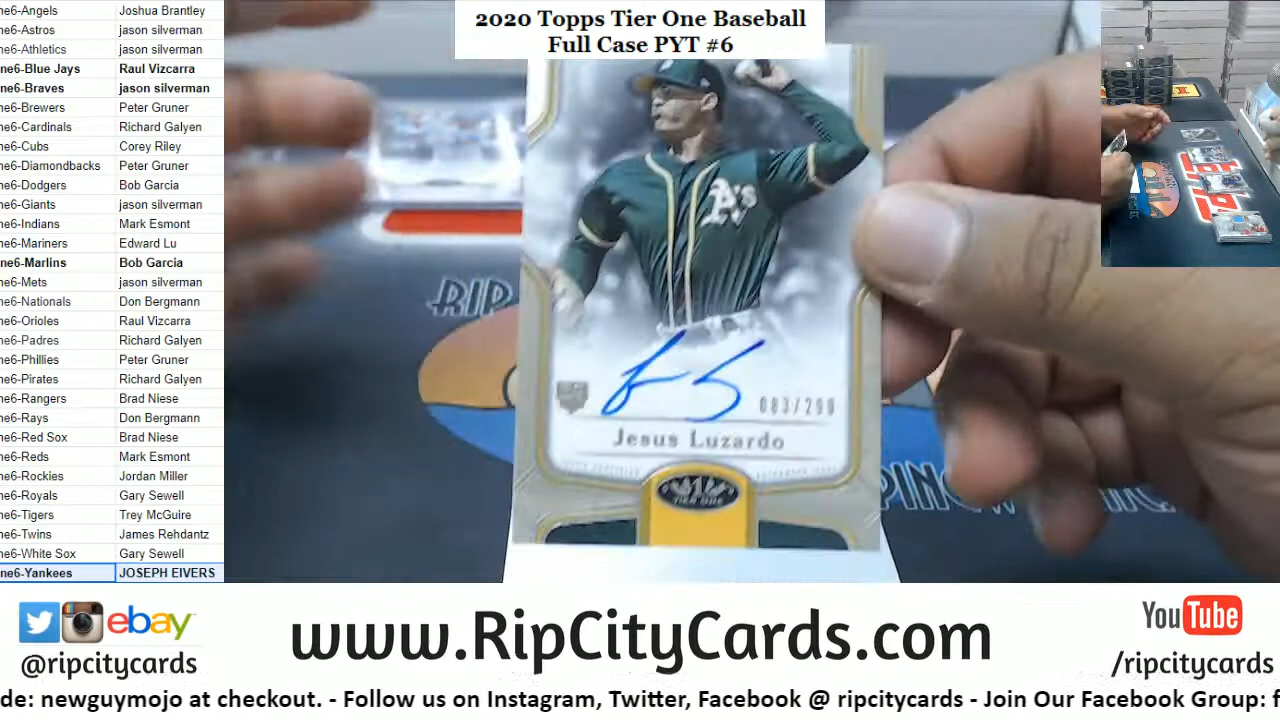 2020 Topps Tier One Baseball
Full Case PYT #6
ne6-Angels Joshua Brantley
ne6-Astros jason silverman
ne6-Athletics jason silverman
ne6-Blue Jays Raul Vizcarra
ne6-Braves jason silverman
ne6-Brewers Peter Gruner
ne6-Cardinals Richard Galyen
ne6-Cubs Corey Riley
ne6-Diamondbacks Peter Gruner
ne6-Dodgers Bob Garcia
ne6-Giants jason silverman
ne6-Indians Mark Esmont
ne6-Mariners Edward Lu
ne6-Marlins Bob Garcia
ne6-Mets jason silverman
ne6-Nationals Don Bergmann
ne6-Orioles Raul Vizcarra
ne6-Padres Richard Galyen
ne6-Phillies Peter Gruner
ne6-Pirates Richard Galyen
ne6-Rangers Brad Niese
ne6-Rays Don Bergmann
ne6-Red Sox Brad Niese
ne6-Reds Mark Esmont
ne6-Rockies Jordan Miller
ne6-Royals Gary Sewell
ne6-Tigers Trey McGuire
ne6-Twins James Rehdantz
ne6-White Sox Gary Sewell
ne6-Yankees JOSEPH EIVERS
A's
RIP
083/299
Jesus Luzardo
TIER ONE
ebay
@ripcitycards
www.RipCityCards.com
YouTube
/ripcitycards
de: newguymojo at checkout. - Follow us on Instagram, Twitter, Facebook @ ripcitycards - Join Our Facebook Group: f